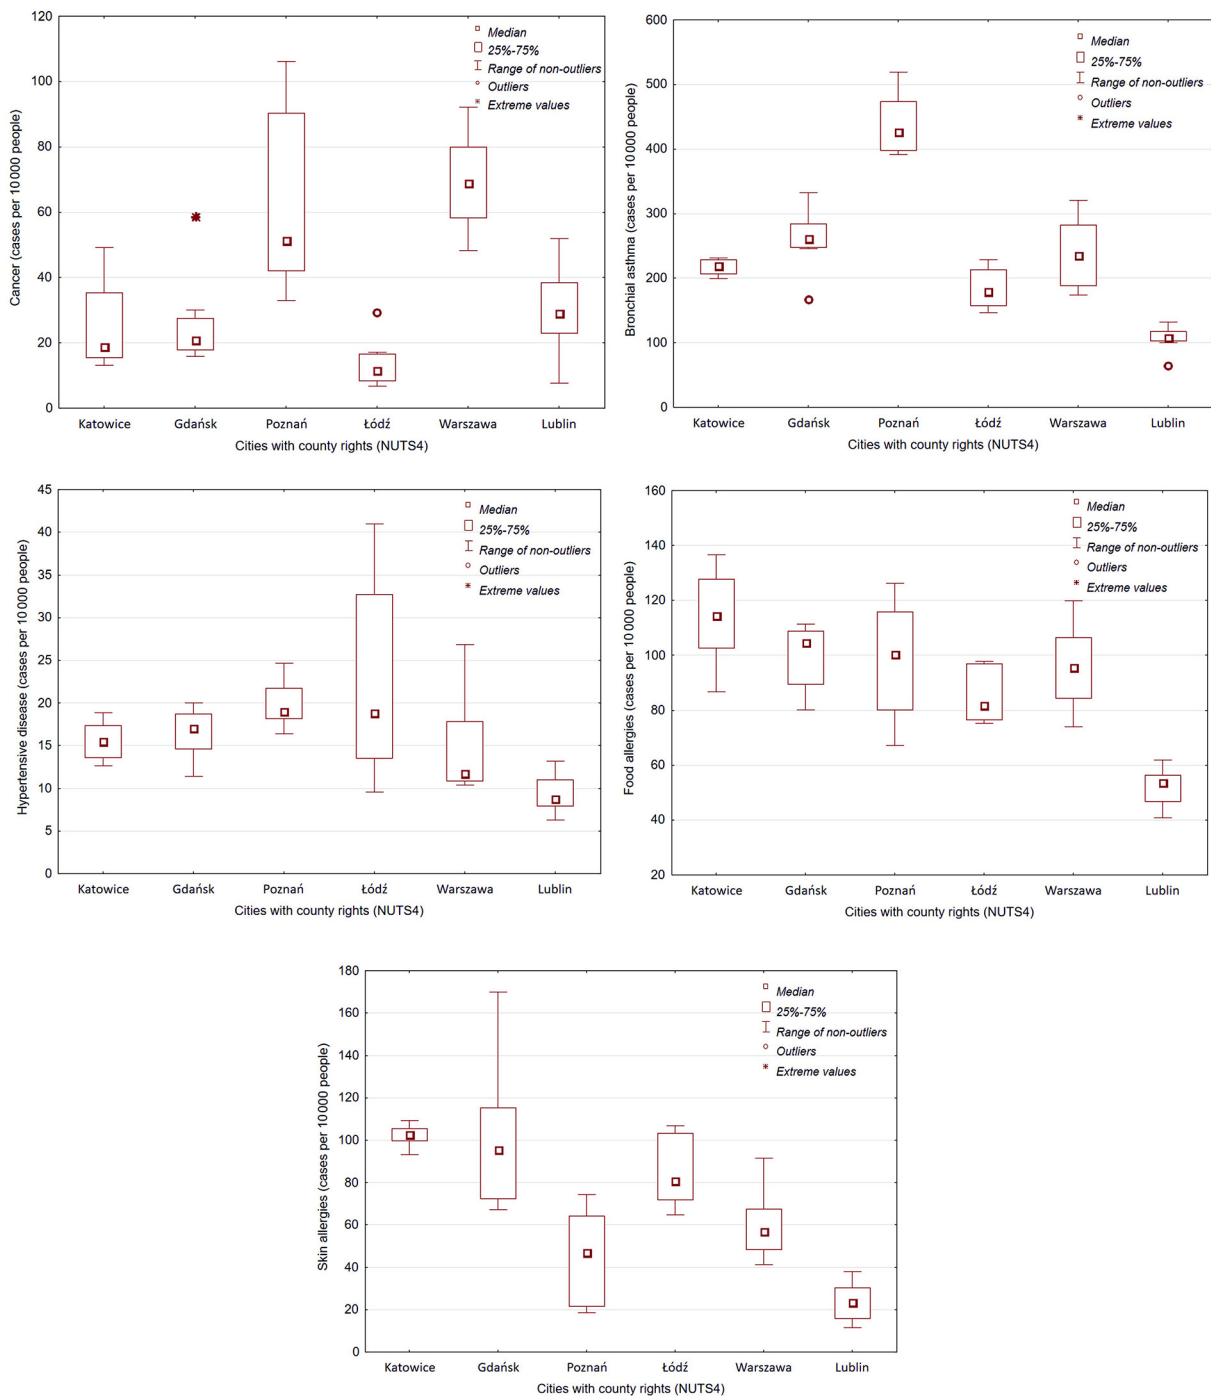 Cancer (cases per 10 000 people)
120
100
80
60
40
20
0
Median
25%-75%
Range of non-outliers
Outliers
Extreme values
Katowice Gdańsk Poznań Łódź Warszawa Lublin
Cities with county rights (NUTS4)
Bronchial asthma (cases per 10 000 people)
600
500
400
300
200
100
0
Median
25%-75%
Range of non-outliers
Outliers
Extreme values
Katowice Gdańsk Poznań Łódź Warszawa Lublin
Cities with county rights (NUTS4)
Hypertensive disease (cases per 10 000 people)
45
40
35
30
25
20
15
10
5
0
Median
25%-75%
Range of non-outliers
Outliers
Extreme values
Katowice Gdańsk Poznań Łódź Warszawa Lublin
Cities with county rights (NUTS4)
Food allergies (cases per 10 000 people)
160
140
120
100
80
60
40
20
Median
25%-75%
Range of non-outliers
Outliers
Extreme values
Katowice Gdańsk Poznań Łódź Warszawa Lublin
Cities with county rights (NUTS4)
Skin allergies (cases per 10 000 people)
180
160
140
120
100
80
60
40
20
0
Median
25%-75%
Range of non-outliers
Outliers
Extreme values
Katowice Gdańsk Poznań Łódź Warszawa Lublin
Cities with county rights (NUTS4)